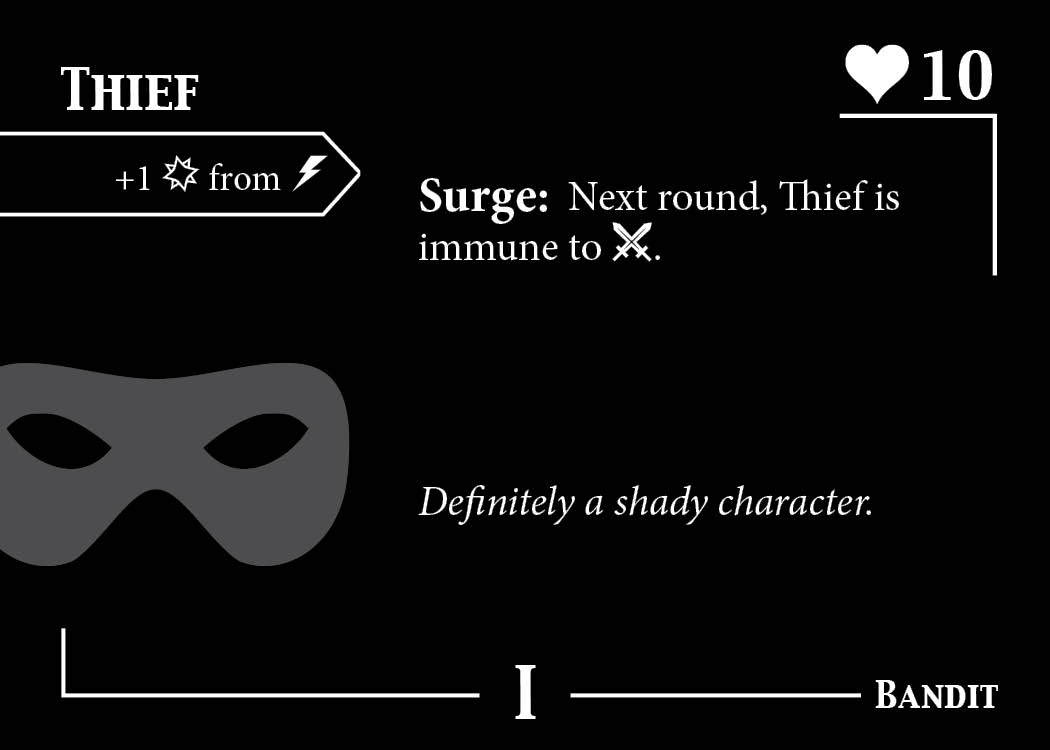 Thief
10
+1 from
Surge: Next round, Thief is
immune to .
Definitely a shady character.
I
Bandit